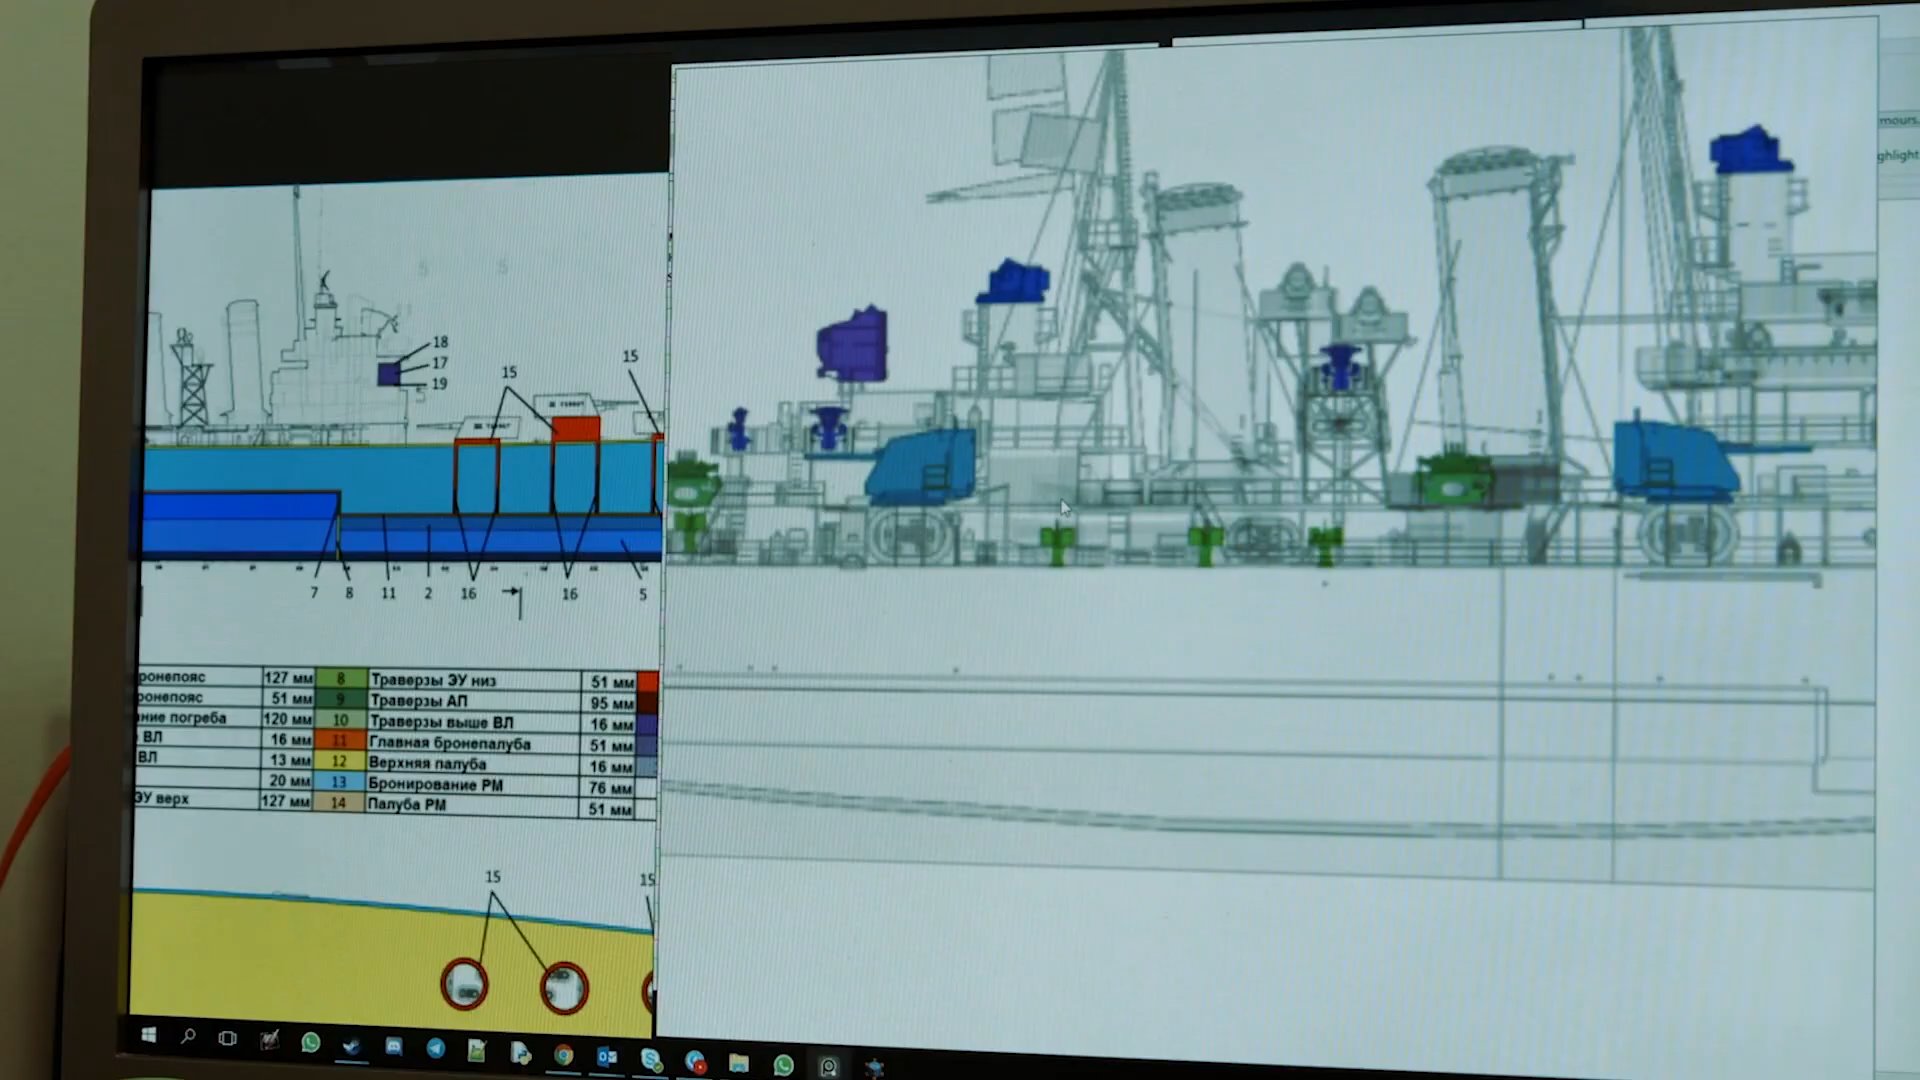 mours,
ghlight
18
17
19
15
15
7
8
11
2
16
16
5
ронепояс 127 мм 8 Траверзы ЭУ низ 51 мм
ронепояс 51 мм 9 Траверзы АП 95 мм
ние погреба 120 мм 10 Траверзы выше ВЛ 16 мм
ВЛ 16 мм 11 Главная бронепалуба 51 мм
ВЛ 13 мм 12 Верхняя палуба 16 мм
20 мм 13 Бронирование РМ 76 мм
ЭУ верх 127 мм 14 Палуба РМ 51 мм
15
15